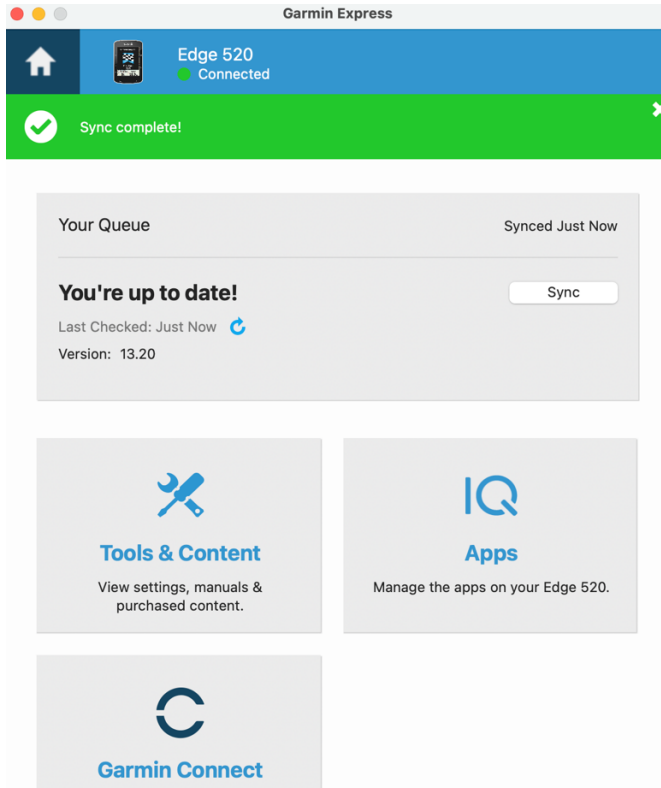 Garmin Express
Edge 520
Connected
Sync complete!
Your Queue
Synced Just Now
You're up to date!
Sync
Last Checked: Just Now
Version: 13.20
Tools & Content
View settings, manuals &
purchased content.
IQ
Apps
Manage the apps on your Edge 520.
Garmin Connect